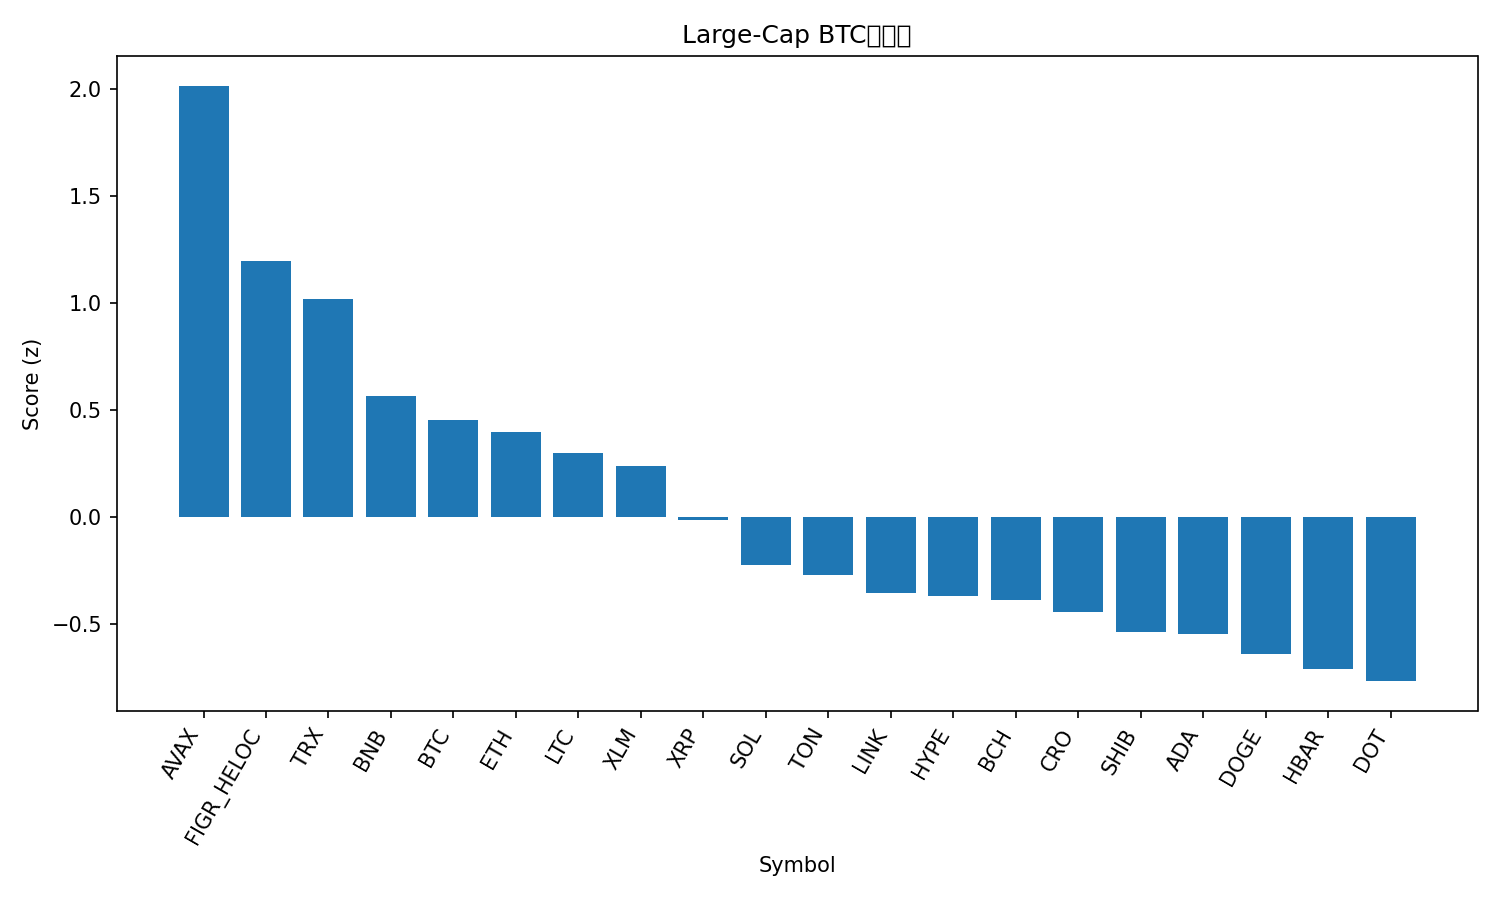 Large-Cap BTC
Score (z)
2.0
1.5
1.0
0.5
0.0
−0.5
AVAX
FIGR_HELOC
TRX
BNB
BTC
ETH
LTC
XLM
XRP
SOL
TON
LINK
HYPE
BCH
CRO
SHIB
ADA
DOGE
HBAR
DOT
Symbol